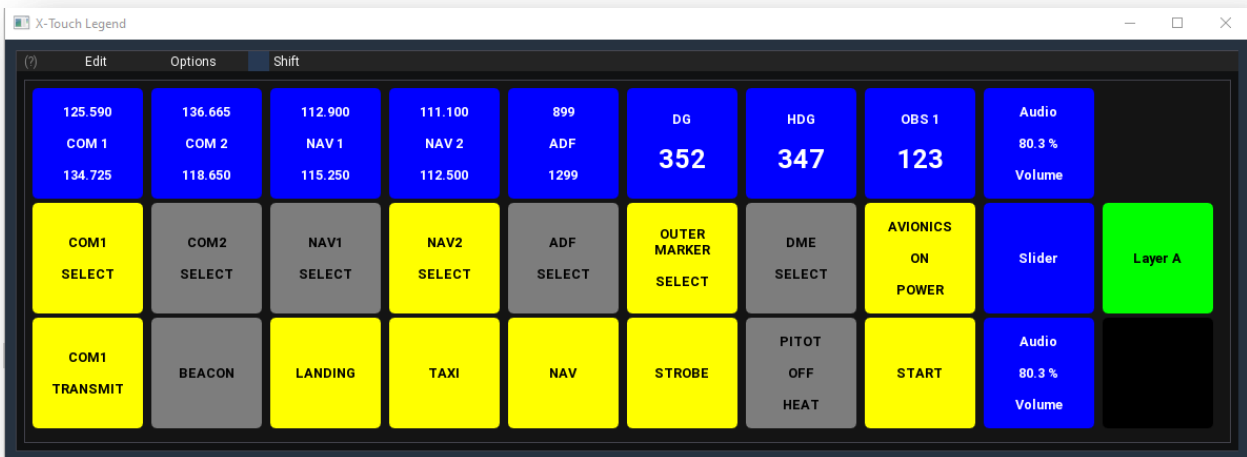 X-Touch Legend
(?) Edit Options Shift
125.590
COM 1
134.725
136.665
COM 2
118.650
112.900
NAV 1
115.250
111.100
NAV 2
112.500
899
ADF
1299
DG
352
HDG
347
OBS 1
123
Audio
80.3 %
Volume
COM1
SELECT
COM2
SELECT
NAV1
SELECT
NAV2
SELECT
ADF
SELECT
OUTER
MARKER
SELECT
DME
SELECT
AVIONICS
ON
POWER
Slider
Layer A
COM1
TRANSMIT
BEACON
LANDING
TAXI
NAV
STROBE
PITOT
OFF
HEAT
START
Audio
80.3 %
Volume